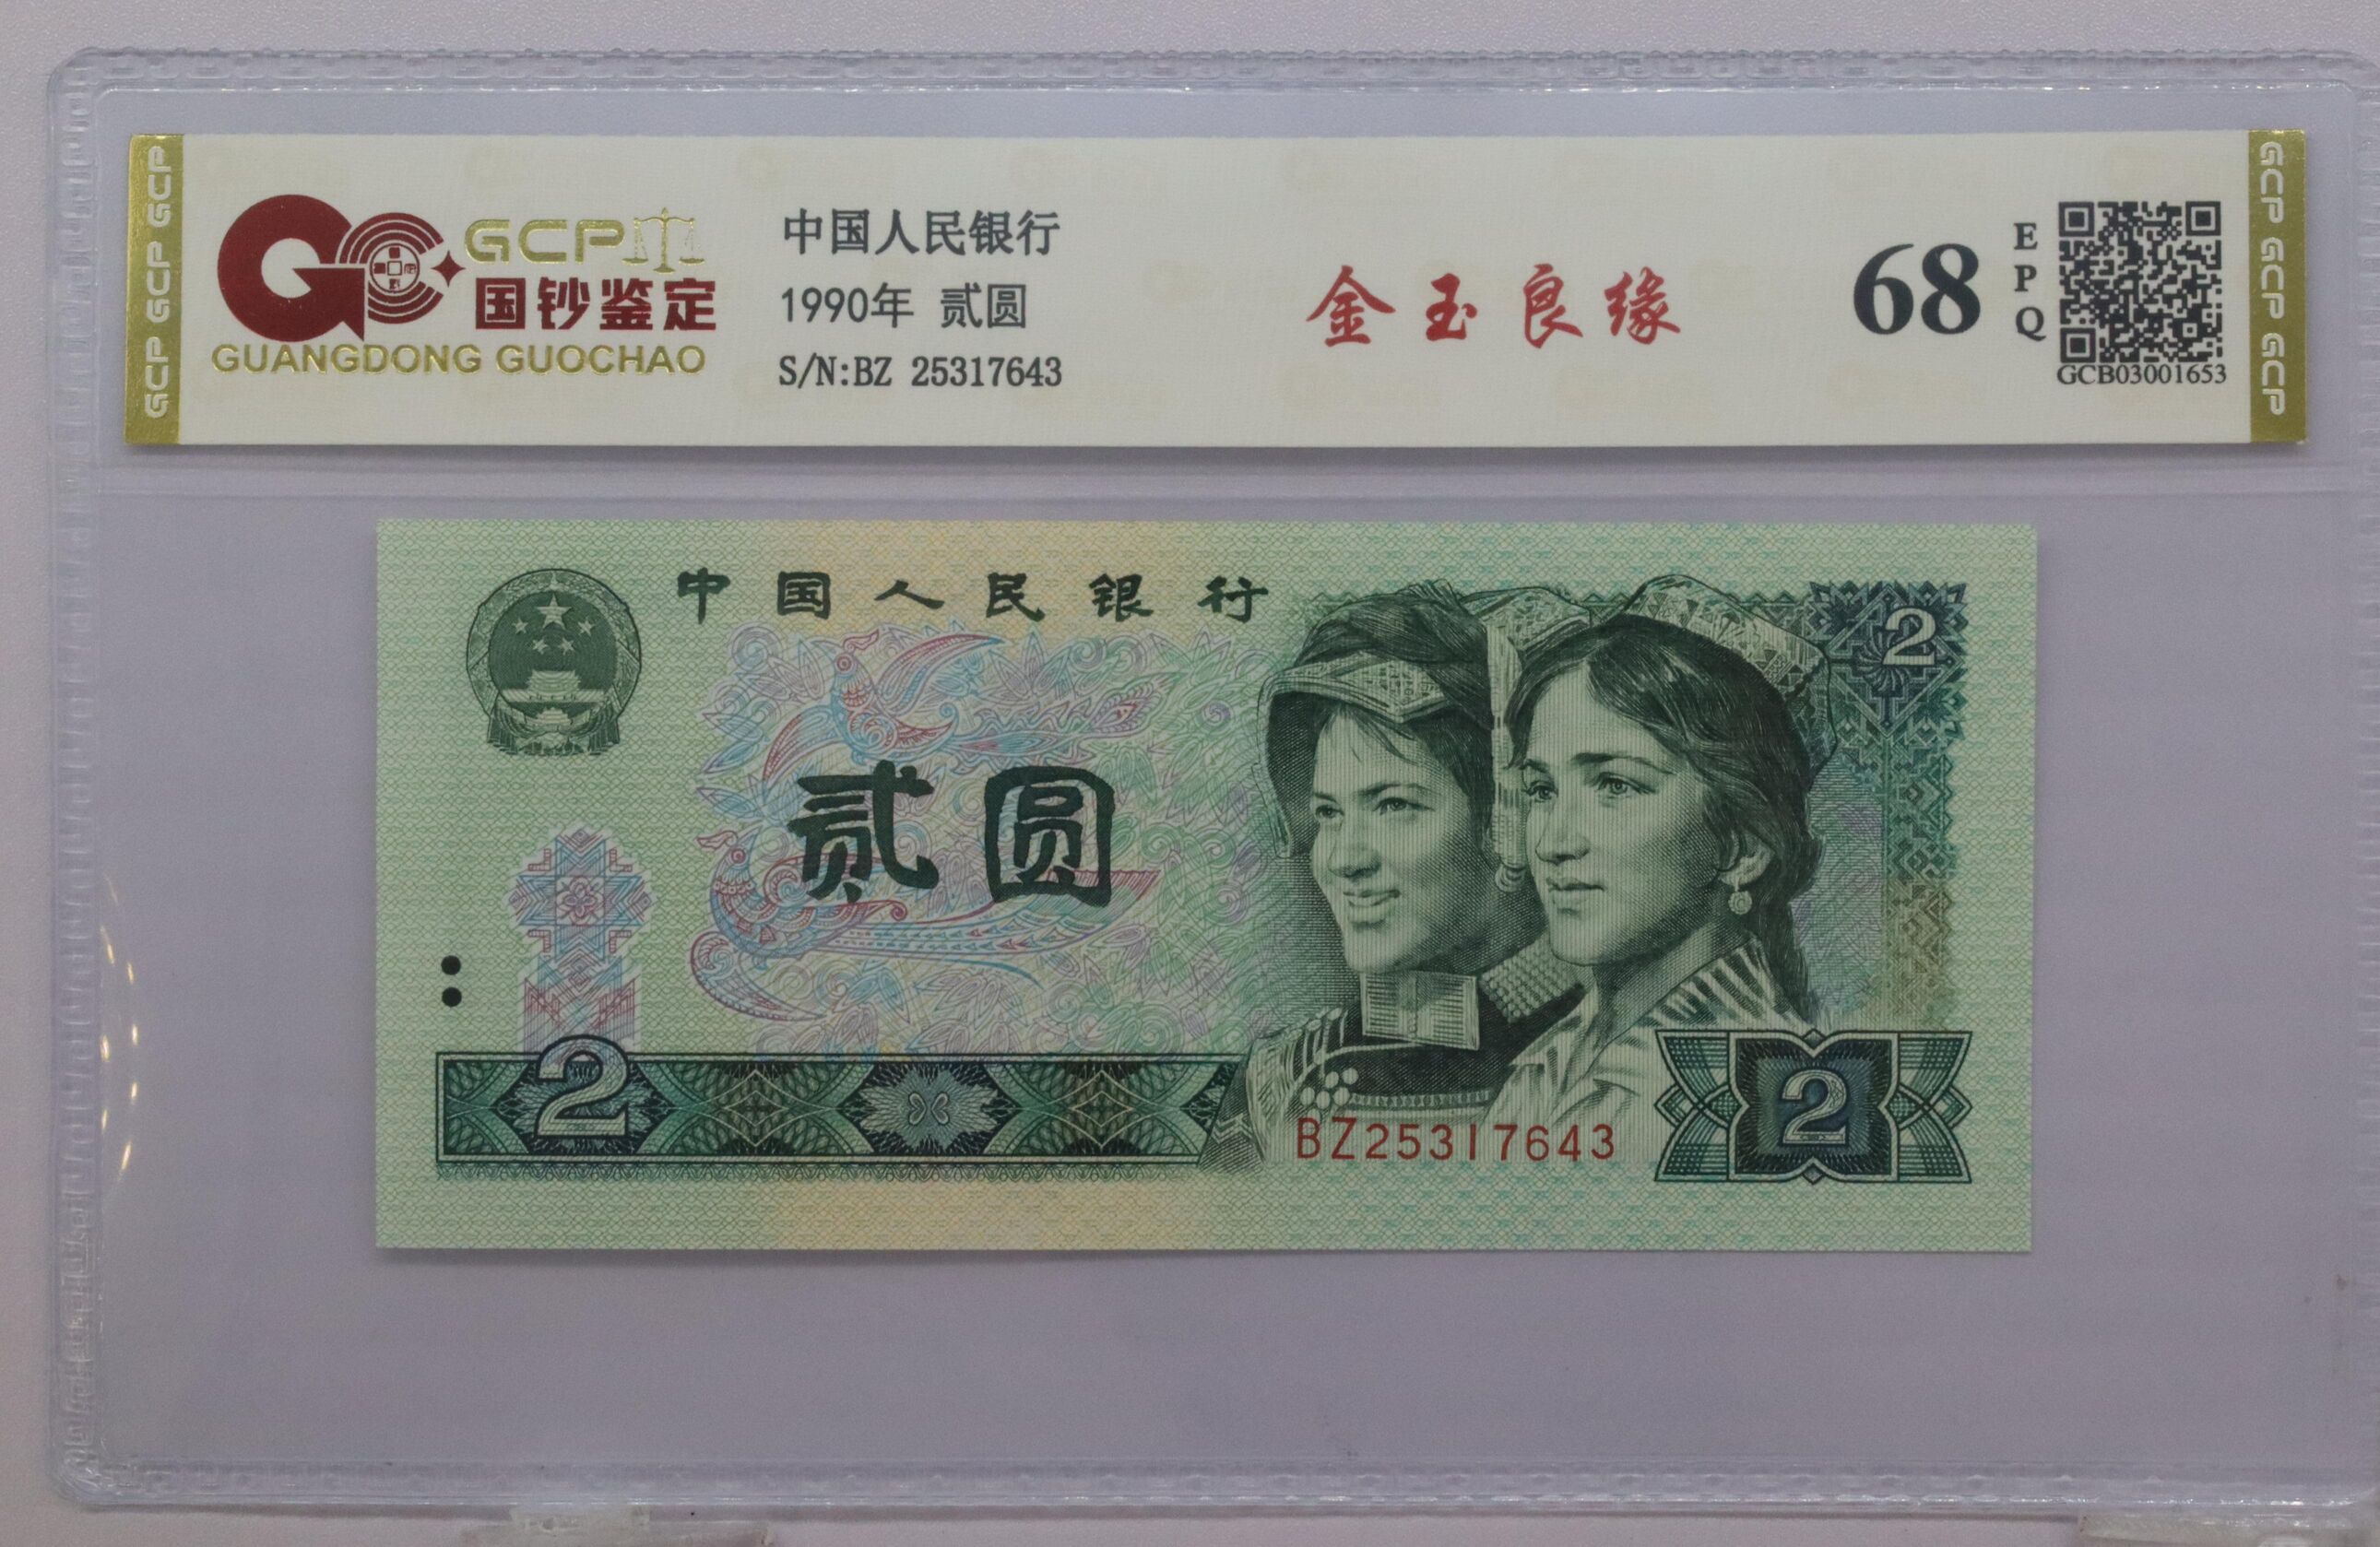 GCP GCP GCP
GCP
国钞鉴定
GUANGDONG GUOCHAO
中国人民银行
1990年 贰圆
S/N:BZ 25317643
金玉良缘
68
EPQ
GCB03001653
GCP GCP GCP
中国人民银行
2
贰圆
2
BZ25317643
2